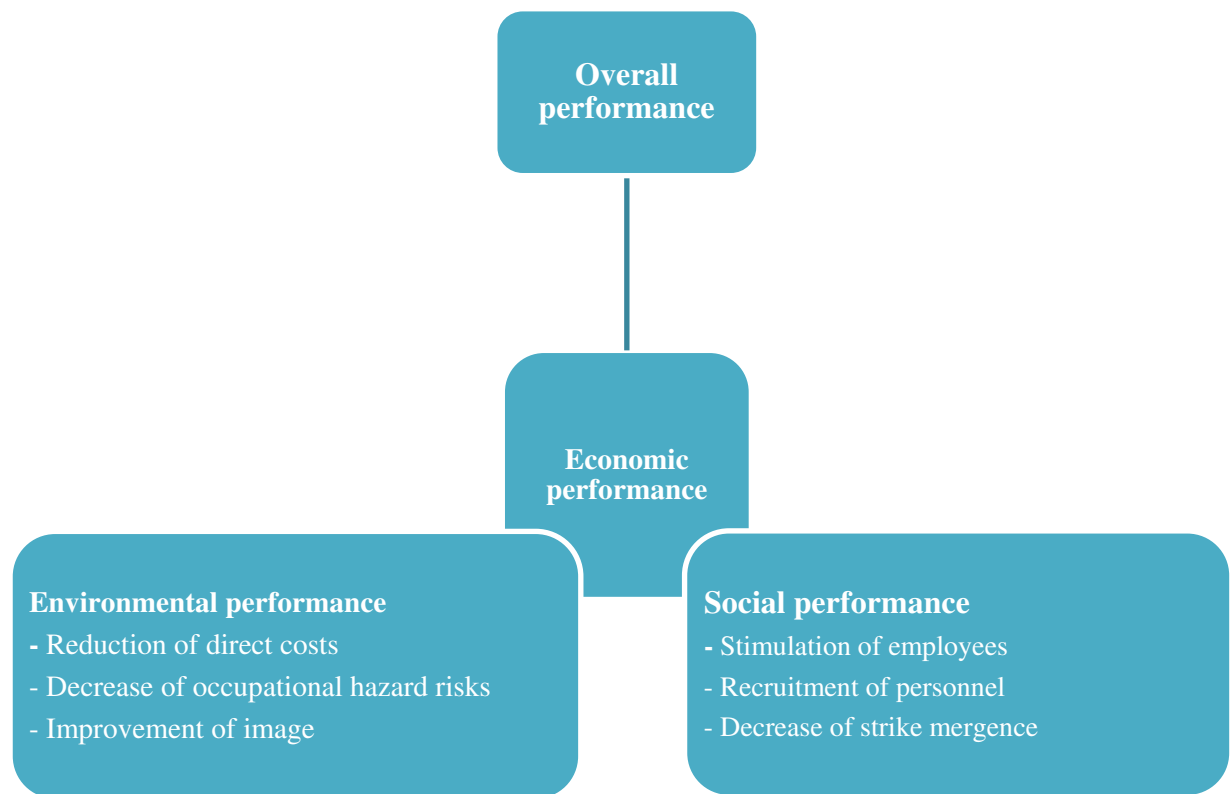 Overall
performance
Economic
performance
Environmental performance
- Reduction of direct costs
- Decrease of occupational hazard risks
- Improvement of image
Social performance
- Stimulation of employees
- Recruitment of personnel
- Decrease of strike mergence